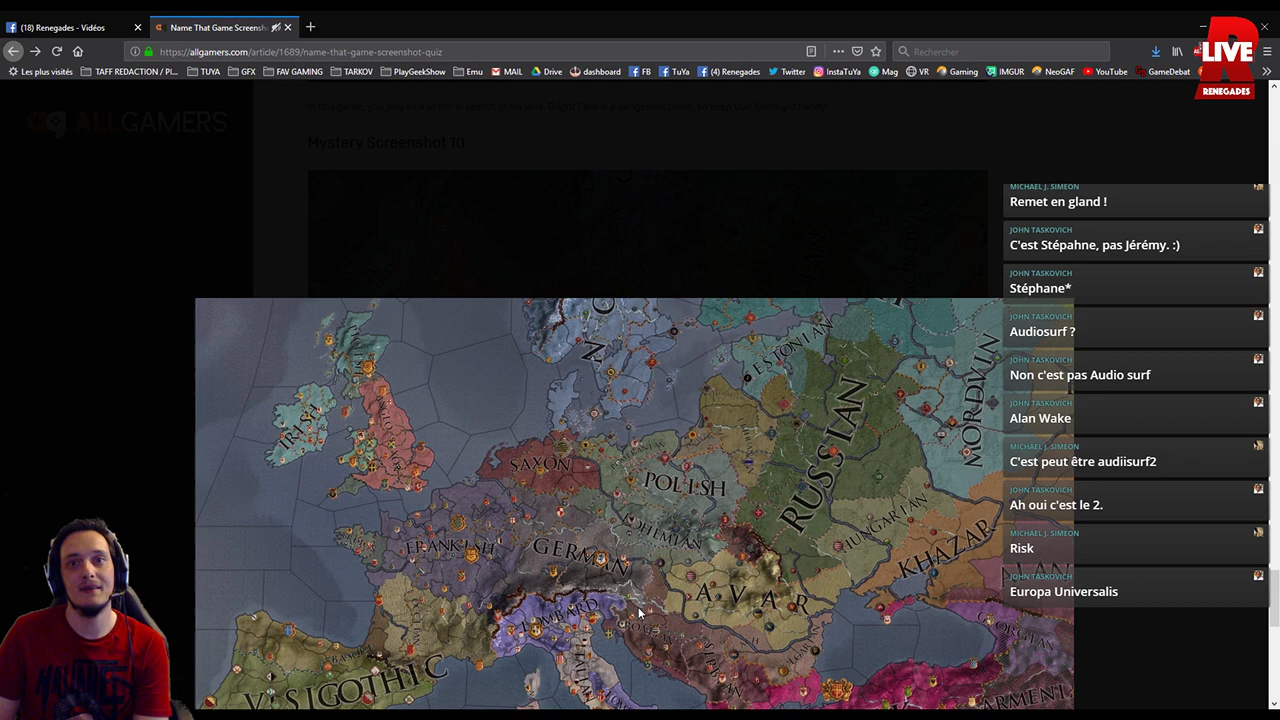 (18) Renegades - Vidéos
Name That Game Screensh
https://allgamers.com/article/1689/name-that-game-screenshot-quiz
Rechercher
LIVE
RENEGADES
Les plus visités
TAFF REDACTION / PL...
TUYA
GFX
FAV GAMING
TARKOV
PlayGeekShow
Emu
MAIL
Drive
dashboard
FB
TuYa
(4) Renegades
Twitter
InstaTuYa
Mag
VR
Gaming
IMGUR
NeoGAF
YouTube
GameDebat
ALLGAMERS
Mystery Screenshot 10
MICHAEL J. SIMEON
Remet en gland !
JOHN TASKOVICH
C'est Stépahne, pas Jérémy. :)
JOHN TASKOVICH
Stéphane*
JOHN TASKOVICH
Audiosurf ?
JOHN TASKOVICH
Non c'est pas Audio surf
JOHN TASKOVICH
Alan Wake
MICHAEL J. SIMEON
C'est peut être audiisurf2
JOHN TASKOVICH
Ah oui c'est le 2.
MICHAEL J. SIMEON
Risk
JOHN TASKOVICH
Europa Universalis
ESTONIAN
NORDVIN
IRISH
RUSSIAN
SAXON
POLISH
BOHEMIAN
HUNGARIAN
FRANKISH
GERMAN
KHAZAR
AVAR
LOMBARD
VISIGOTHIC
ITALIAN
GEORGIAN
ARMENI